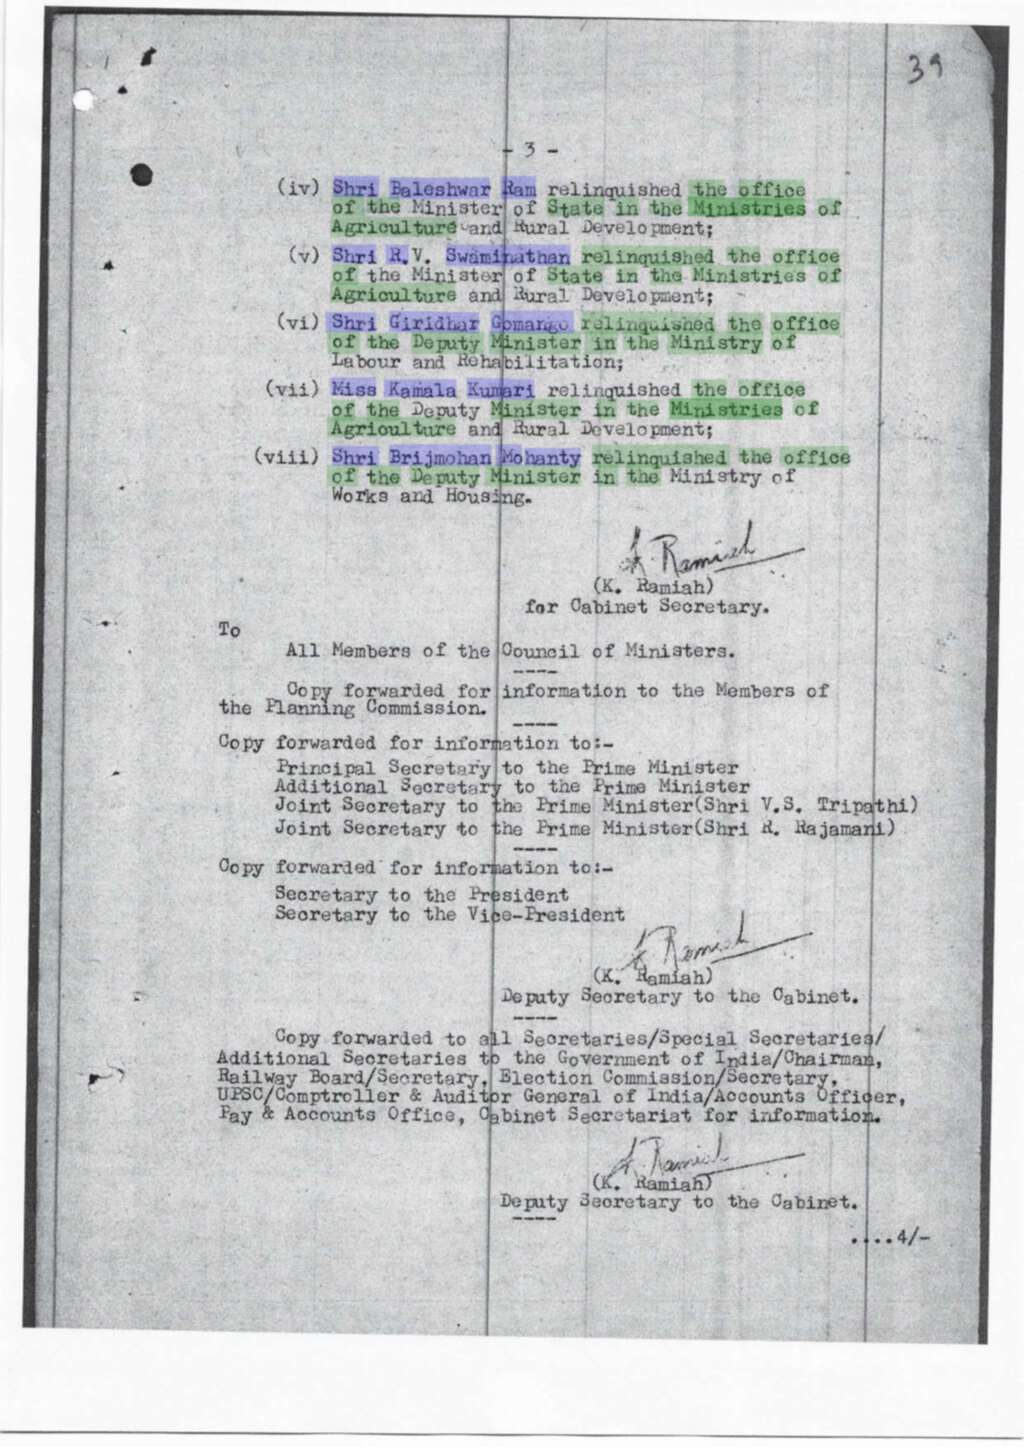 39
- 3 -
(iv) Shri Baleshwar Ram relinquished the office
of the Minister of State in the Ministries of
Agriculture and Rural Development;
(v) Shri R.V. Swaminathan relinquished the office
of the Minister of State in the Ministries of
Agriculture and Rural Development;
(vi) Shri Giridhar Gomango relinquished the office
of the Deputy Minister in the Ministry of
Labour and Rehabilitation;
(vii) Miss Kamala Kumari relinquished the office
of the Deputy Minister in the Ministries of
Agriculture and Rural Development;
(viii) Shri Brijmohan Mohanty relinquished the office
of the Deputy Minister in the Ministry of
Works and Housing.
K. Ramiah
(K. Ramiah)
for Cabinet Secretary.
To
All Members of the Council of Ministers.
----
Copy forwarded for information to the Members of
the Planning Commission.
----
Copy forwarded for information to:-
Principal Secretary to the Prime Minister
Additional Secretary to the Prime Minister
Joint Secretary to the Prime Minister(Shri V.S. Tripathi)
Joint Secretary to the Prime Minister(Shri R. Rajamani)
----
Copy forwarded for information to:-
Secretary to the President
Secretary to the Vice-President
K. Ramiah
(K. Ramiah)
Deputy Secretary to the Cabinet.
----
Copy forwarded to all Secretaries/Special Secretaries/
Additional Secretaries to the Government of India/Chairman,
Railway Board/Secretary, Election Commission/Secretary,
UPSC/Comptroller & Auditor General of India/Accounts Officer,
Pay & Accounts Office, Cabinet Secretariat for information.
K. Ramiah
(K. Ramiah)
Deputy Secretary to the Cabinet.
----
....4/-